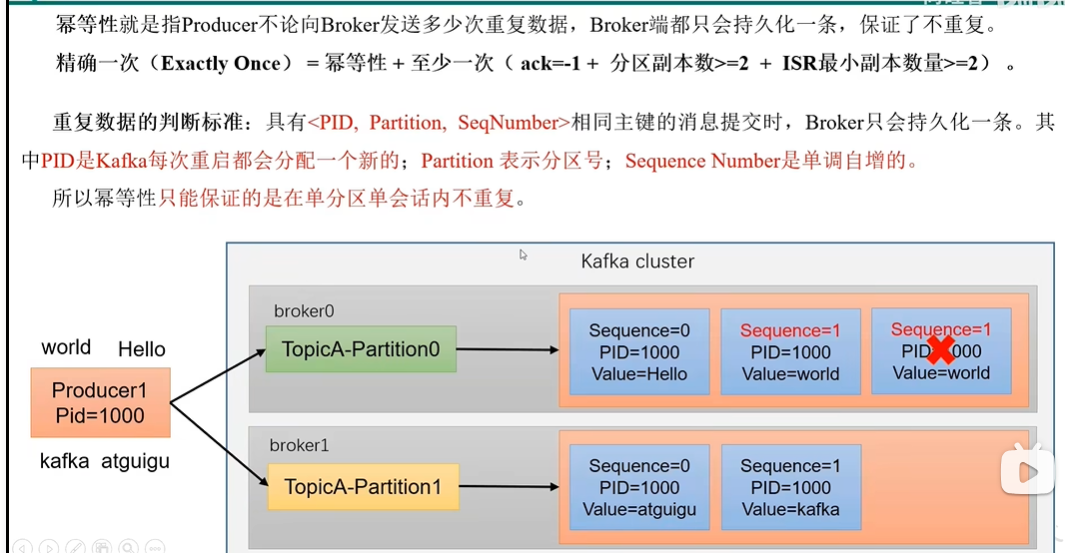 幂等性就是指Producer不论向Broker发送多少次重复数据，Broker端都只会持久化一条，保证了不重复。
精确一次（Exactly Once） = 幂等性 + 至少一次（ ack=-1 + 分区副本数>=2 + ISR最小副本数量>=2） 。
重复数据的判断标准：具有<PID, Partition, SeqNumber>相同主键的消息提交时，Broker只会持久化一条。其
中PID是Kafka每次重启都会分配一个新的；Partition 表示分区号；Sequence Number是单调自增的。
所以幂等性只能保证的是在单分区单会话内不重复。
Kafka cluster
broker0
TopicA-Partition0
Sequence=0
PID=1000
Value=Hello
Sequence=1
PID=1000
Value=world
Sequence=1
PID 000
Value=world
world Hello
Producer1
Pid=1000
kafka atguigu
broker1
TopicA-Partition1
Sequence=0
PID=1000
Value=atguigu
Sequence=1
PID=1000
Value=kafka